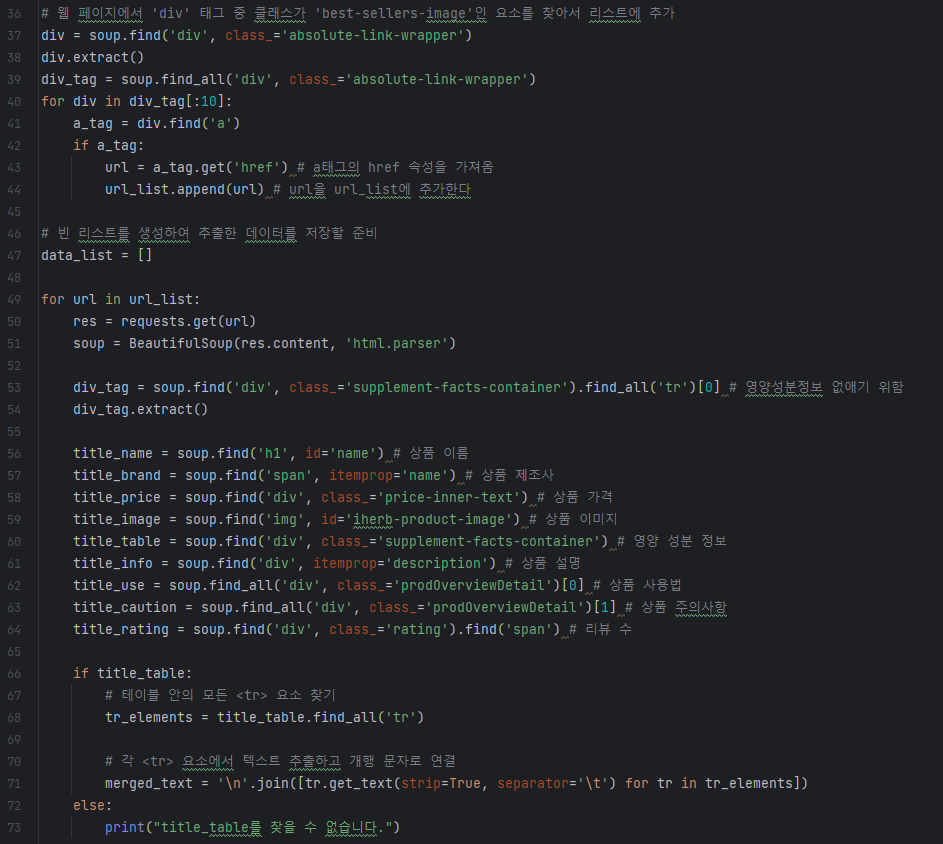 36 # 웹 페이지에서 'div' 태그 중 클래스가 'best-sellers-image'인 요소를 찾아서 리스트에 추가
37 div = soup.find('div', class_='absolute-link-wrapper')
38 div.extract()
39 div_tag = soup.find_all('div', class_='absolute-link-wrapper')
40 for div in div_tag[:10]:
41     a_tag = div.find('a')
42     if a_tag:
43         url = a_tag.get('href') # a태그의 href 속성을 가져옴
44         url_list.append(url) # url을 url_list에 추가한다
45
46 # 빈 리스트를 생성하여 추출한 데이터를 저장할 준비
47 data_list = []
48
49 for url in url_list:
50     res = requests.get(url)
51     soup = BeautifulSoup(res.content, 'html.parser')
52
53     div_tag = soup.find('div', class_='supplement-facts-container').find_all('tr')[0] # 영양성분정보 없애기 위함
54     div_tag.extract()
55
56     title_name = soup.find('h1', id='name') # 상품 이름
57     title_brand = soup.find('span', itemprop='name') # 상품 제조사
58     title_price = soup.find('div', class_='price-inner-text') # 상품 가격
59     title_image = soup.find('img', id='iherb-product-image') # 상품 이미지
60     title_table = soup.find('div', class_='supplement-facts-container') # 영양 성분 정보
61     title_info = soup.find('div', itemprop='description') # 상품 설명
62     title_use = soup.find_all('div', class_='prodOverviewDetail')[0] # 상품 사용법
63     title_caution = soup.find_all('div', class_='prodOverviewDetail')[1] # 상품 주의사항
64     title_rating = soup.find('div', class_='rating').find('span') # 리뷰 수
65
66     if title_table:
67         # 테이블 안의 모든 <tr> 요소 찾기
68         tr_elements = title_table.find_all('tr')
69
70         # 각 <tr> 요소에서 텍스트 추출하고 개행 문자로 연결
71         merged_text = '\n'.join([tr.get_text(strip=True, separator='\t') for tr in tr_elements])
72     else:
73         print("title_table를 찾을 수 없습니다.")